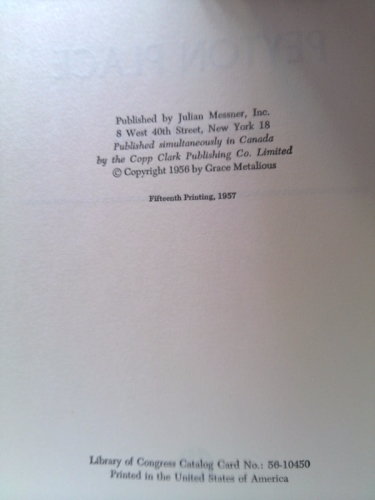 PEYTON PLACE
Published by Julian Messner, Inc.
8 West 40th Street, New York 18
Published simultaneously in Canada
by the Copp Clark Publishing Co. Limited
© Copyright 1956 by Grace Metalious
Fifteenth Printing, 1957
Library of Congress Catalog Card No.: 56-10450
Printed in the United States of America